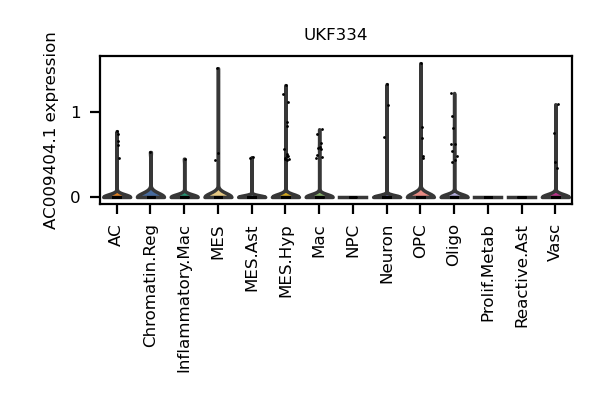 UKF334
AC009404.1 expression
1
0
AC
Chromatin.Reg
Inflammatory.Mac
MES
MES.Ast
MES.Hyp
Mac
NPC
Neuron
OPC
Oligo
Prolif.Metab
Reactive.Ast
Vasc